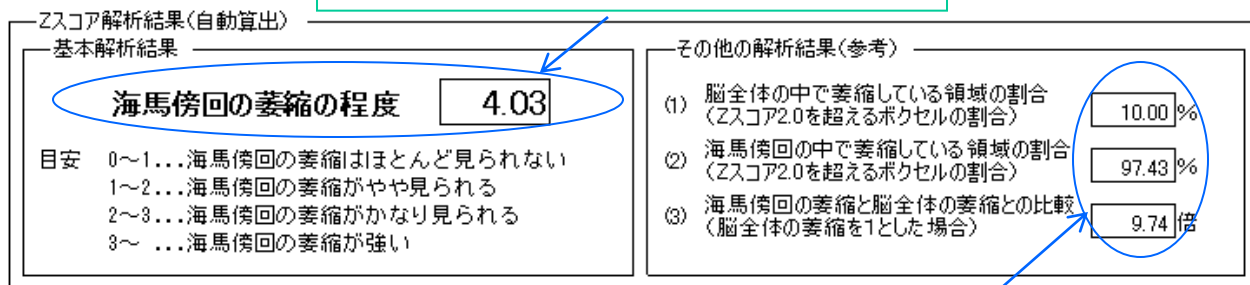 Zスコア解析結果(自動算出)
基本解析結果
海馬傍回の萎縮の程度 4.03
目安 0～1...海馬傍回の萎縮はほとんど見られない
1～2...海馬傍回の萎縮がやや見られる
2～3...海馬傍回の萎縮がかなり見られる
3～ ...海馬傍回の萎縮が強い
その他の解析結果(参考)
(1) 脳全体の中で萎縮している領域の割合
(Zスコア2.0を超えるボクセルの割合) 10.00 %
(2) 海馬傍回の中で萎縮している領域の割合
(Zスコア2.0を超えるボクセルの割合) 97.43 %
(3) 海馬傍回の萎縮と脳全体の萎縮との比較
(脳全体の萎縮を1とした場合) 9.74 倍